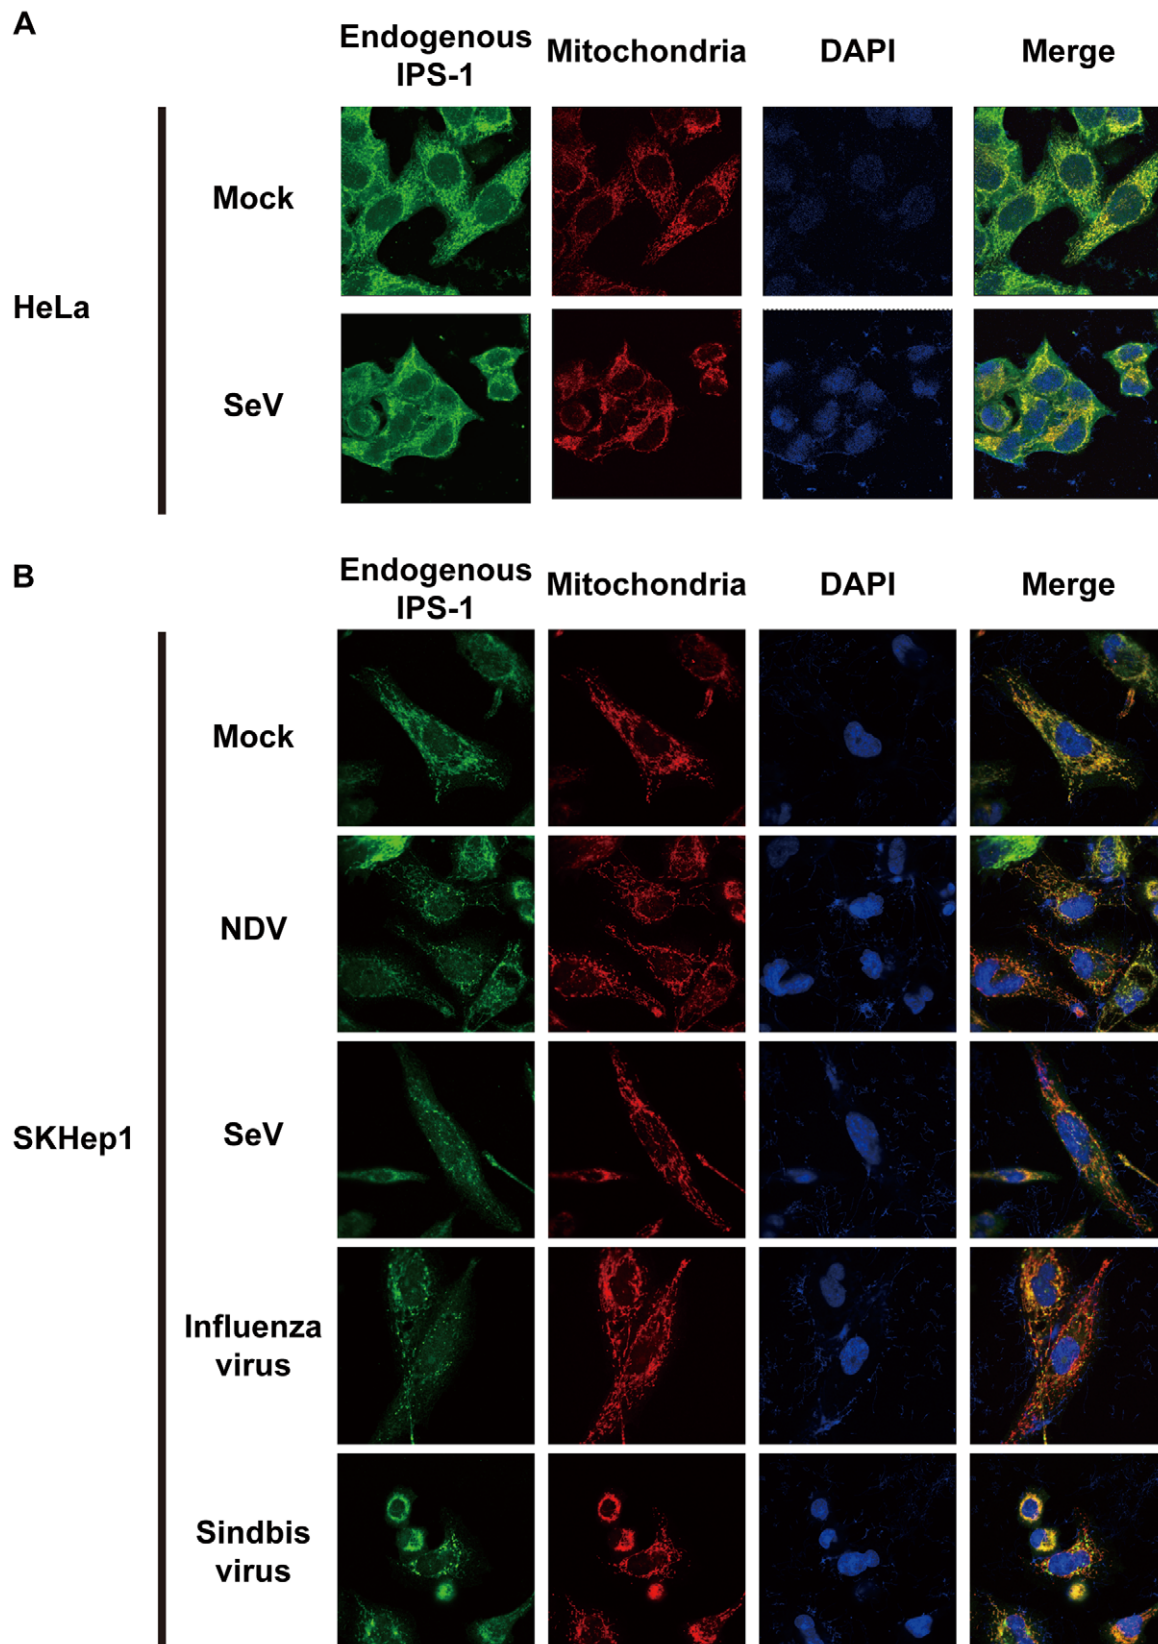 A
Endogenous
IPS-1
Mitochondria
DAPI
Merge
Mock
HeLa
SeV
B
Endogenous
IPS-1
Mitochondria
DAPI
Merge
Mock
NDV
SKHep1
SeV
Influenza
virus
Sindbis
virus